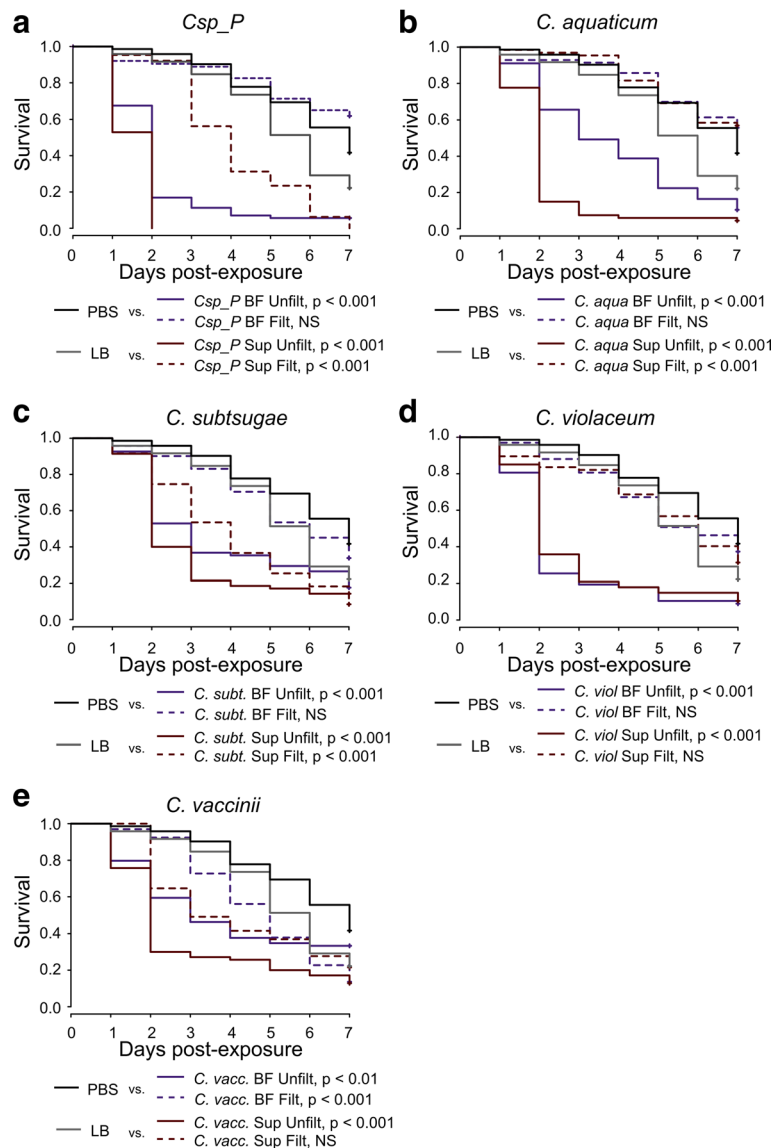 a
Csp_P
Survival
1.0
0.8
0.6
0.4
0.2
0.0
0 1 2 3 4 5 6 7
Days post-exposure
PBS vs. Csp_P BF Unfilt, p < 0.001
Csp_P BF Filt, NS
LB vs. Csp_P Sup Unfilt, p < 0.001
Csp_P Sup Filt, p < 0.001
b
C. aquaticum
Survival
1.0
0.8
0.6
0.4
0.2
0.0
0 1 2 3 4 5 6 7
Days post-exposure
PBS vs. C. aqua BF Unfilt, p < 0.001
C. aqua BF Filt, NS
LB vs. C. aqua Sup Unfilt, p < 0.001
C. aqua Sup Filt, p < 0.001
c
C. subtsugae
Survival
1.0
0.8
0.6
0.4
0.2
0.0
0 1 2 3 4 5 6 7
Days post-exposure
PBS vs. C. subt. BF Unfilt, p < 0.001
C. subt. BF Filt, NS
LB vs. C. subt. Sup Unfilt, p < 0.001
C. subt. Sup Filt, p < 0.001
d
C. violaceum
Survival
1.0
0.8
0.6
0.4
0.2
0.0
0 1 2 3 4 5 6 7
Days post-exposure
PBS vs. C. viol BF Unfilt, p < 0.001
C. viol BF Filt, NS
LB vs. C. viol Sup Unfilt, p < 0.001
C. viol Sup Filt, NS
e
C. vaccinii
Survival
1.0
0.8
0.6
0.4
0.2
0.0
0 1 2 3 4 5 6 7
Days post-exposure
PBS vs. C. vacc. BF Unfilt, p < 0.01
C. vacc. BF Filt, p < 0.001
LB vs. C. vacc. Sup Unfilt, p < 0.001
C. vacc. Sup Filt, NS